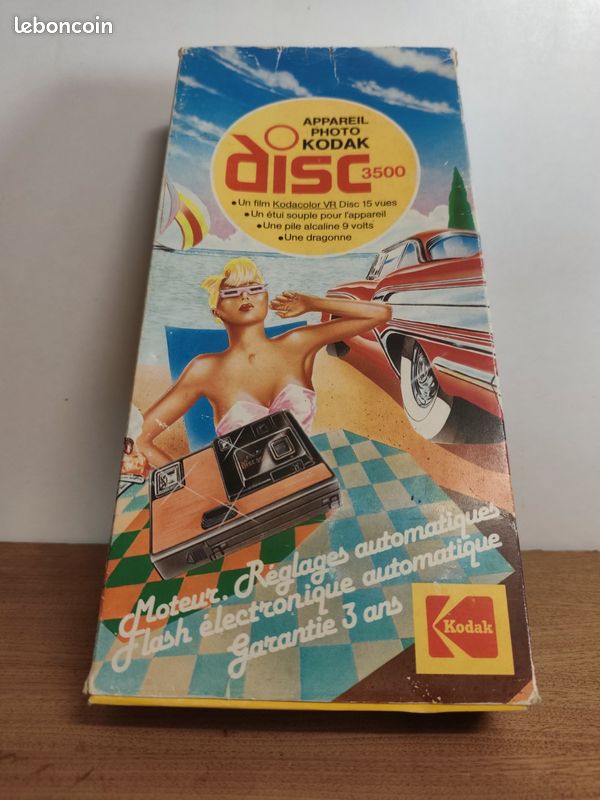 leboncoin
APPAREIL
PHOTO
KODAK
disc 3500
• Un film Kodacolor VR Disc 15 vues
• Un étui souple pour l'appareil
• Une pile alcaline 9 volts
• Une dragonne
Moteur. Réglages automatiques
Flash électronique automatique
Garantie 3 ans
Kodak